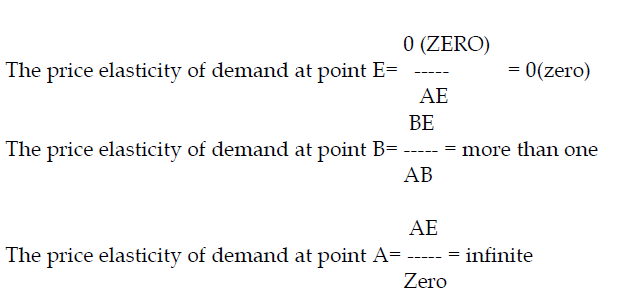 0 (ZERO)
The price elasticity of demand at point E= ----- = 0(zero)
AE
BE
The price elasticity of demand at point B= ----- = more than one
AB
AE
The price elasticity of demand at point A= ----- = infinite
Zero